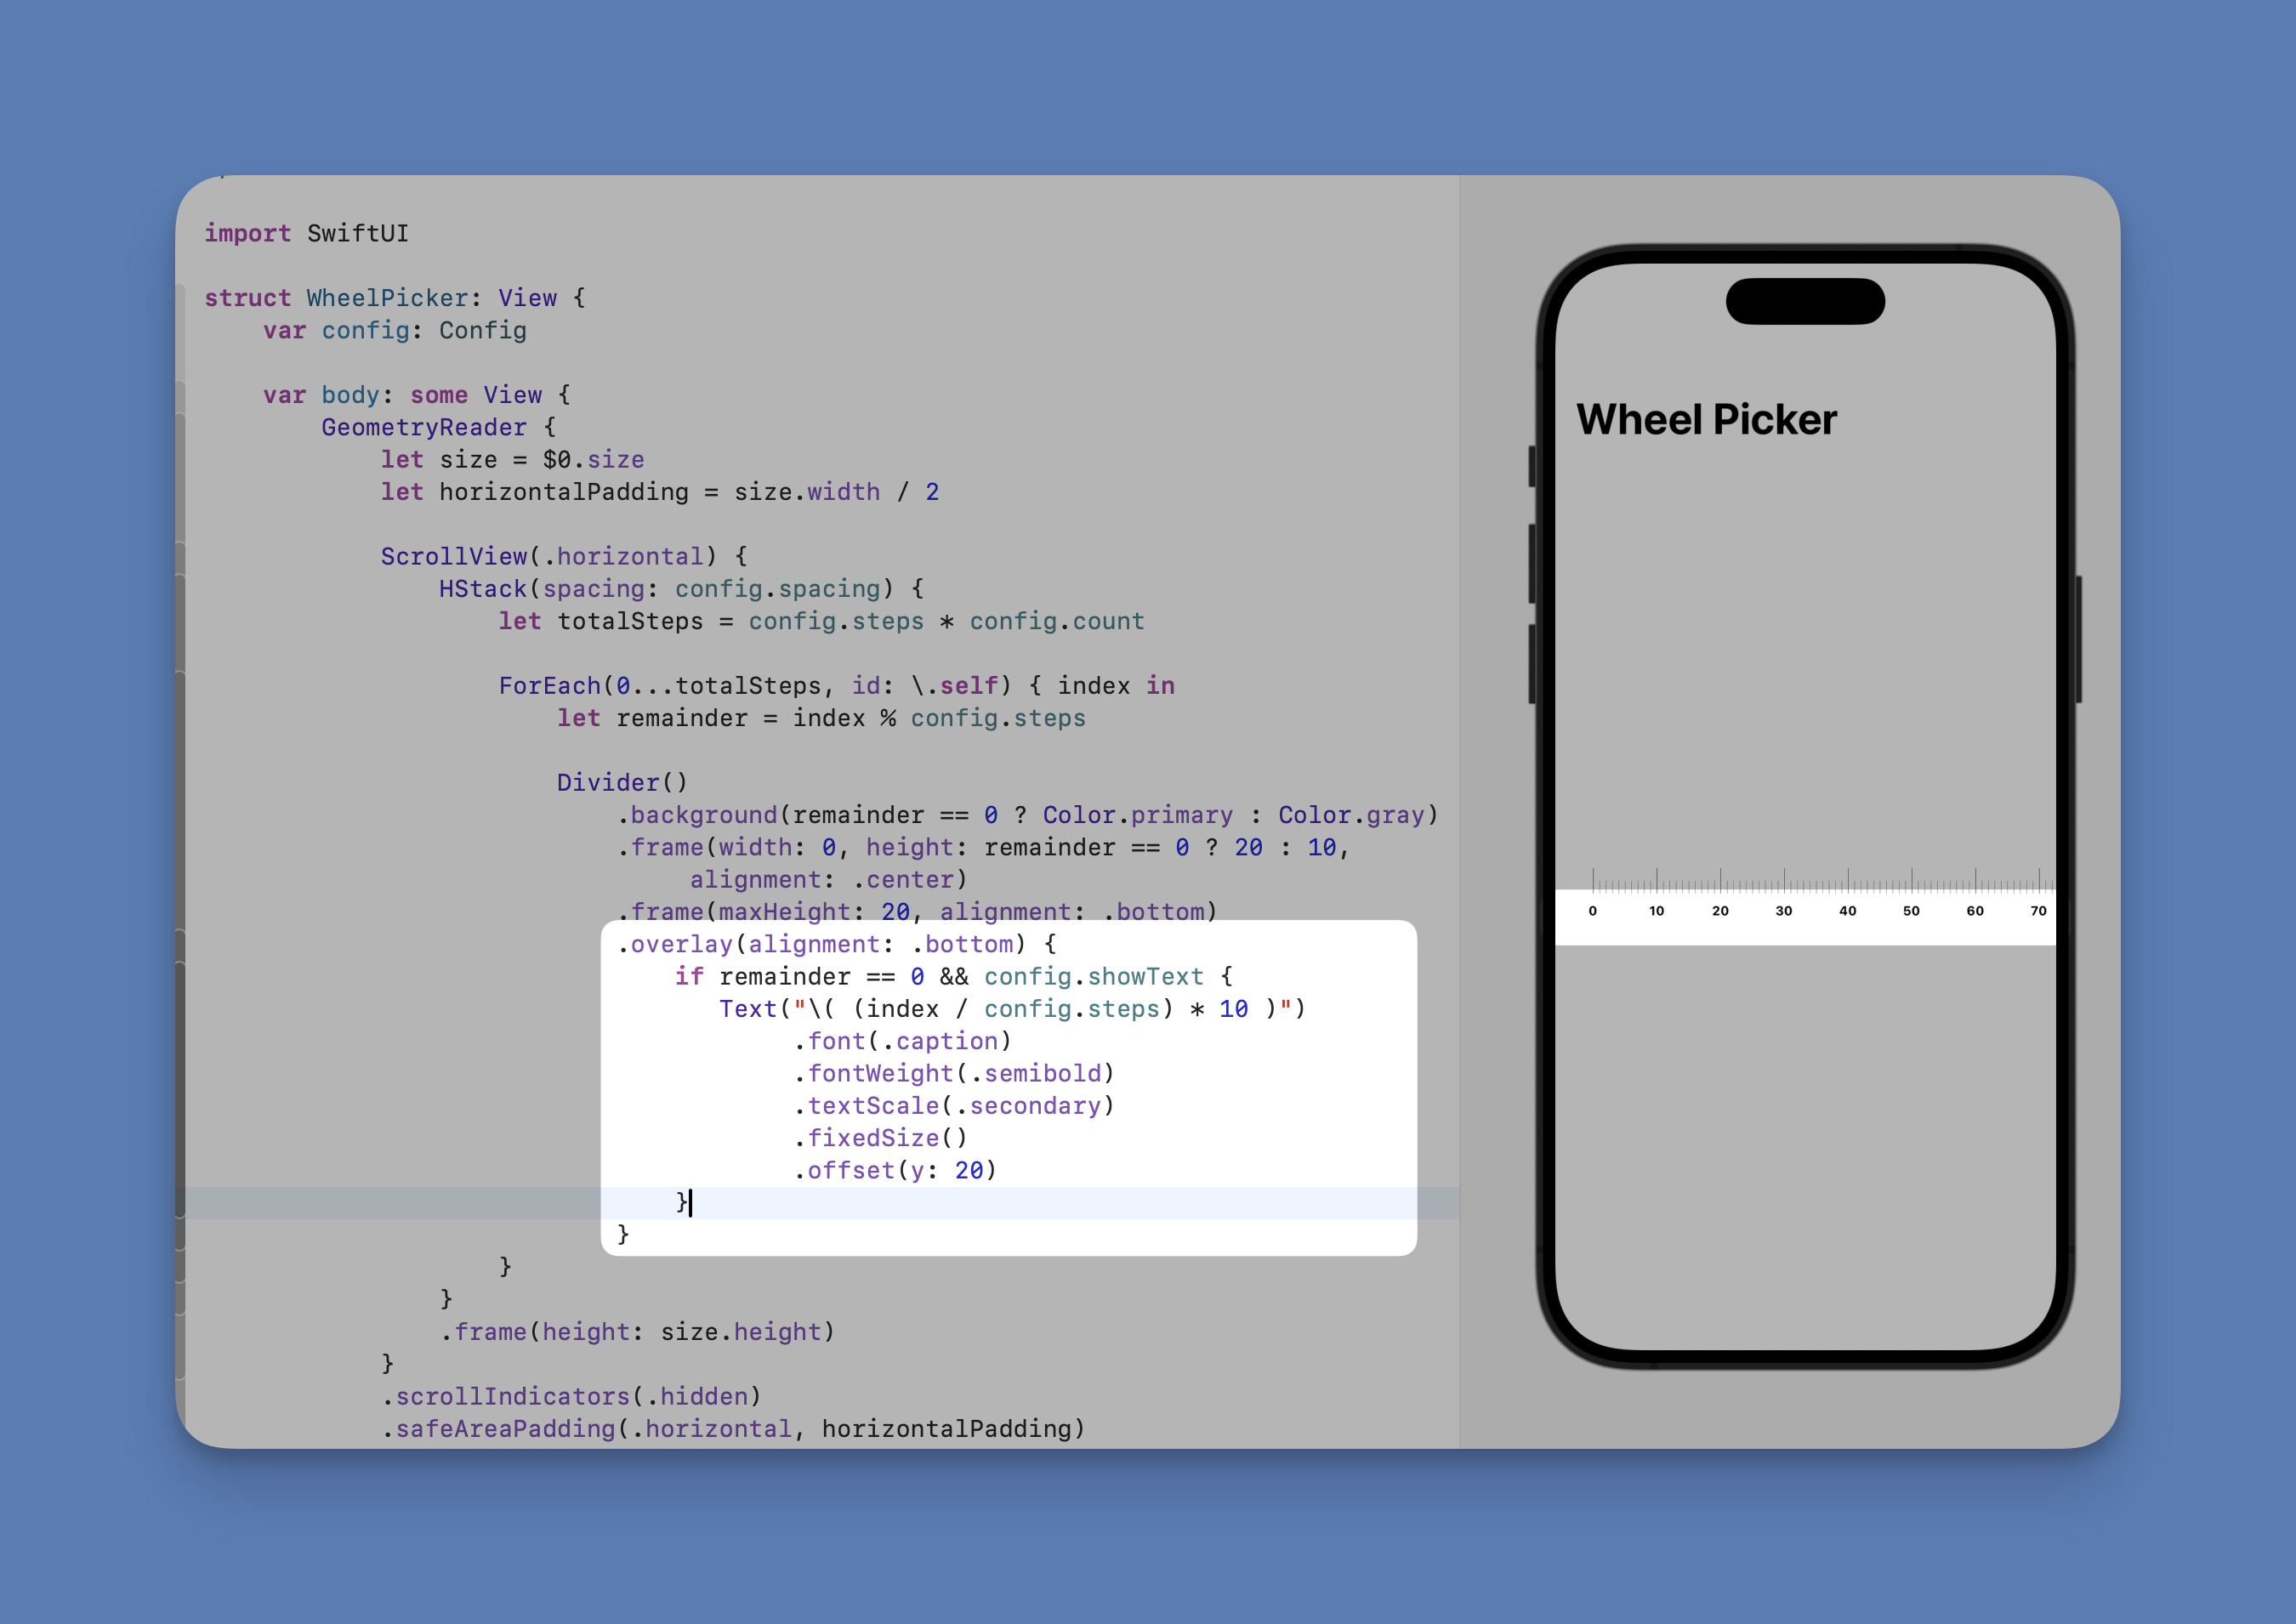 import SwiftUI
struct WheelPicker: View {
    var config: Config
    var body: some View {
        GeometryReader {
            let size = $0.size
            let horizontalPadding = size.width / 2
            ScrollView(.horizontal) {
                HStack(spacing: config.spacing) {
                    let totalSteps = config.steps * config.count
                    ForEach(0...totalSteps, id: \.self) { index in
                        let remainder = index % config.steps
                        Divider()
                            .background(remainder == 0 ? Color.primary : Color.gray)
                            .frame(width: 0, height: remainder == 0 ? 20 : 10,
                                 alignment: .center)
                            .frame(maxHeight: 20, alignment: .bottom)
                            .overlay(alignment: .bottom) {
                                if remainder == 0 && config.showText {
                                   Text("\( (index / config.steps) * 10 )")
                                        .font(.caption)
                                        .fontWeight(.semibold)
                                        .textScale(.secondary)
                                        .fixedSize()
                                        .offset(y: 20)
                                }
                            }
                    }
                }
                .frame(height: size.height)
            }
            .scrollIndicators(.hidden)
            .safeAreaPadding(.horizontal, horizontalPadding)
Wheel Picker
0 10 20 30 40 50 60 70